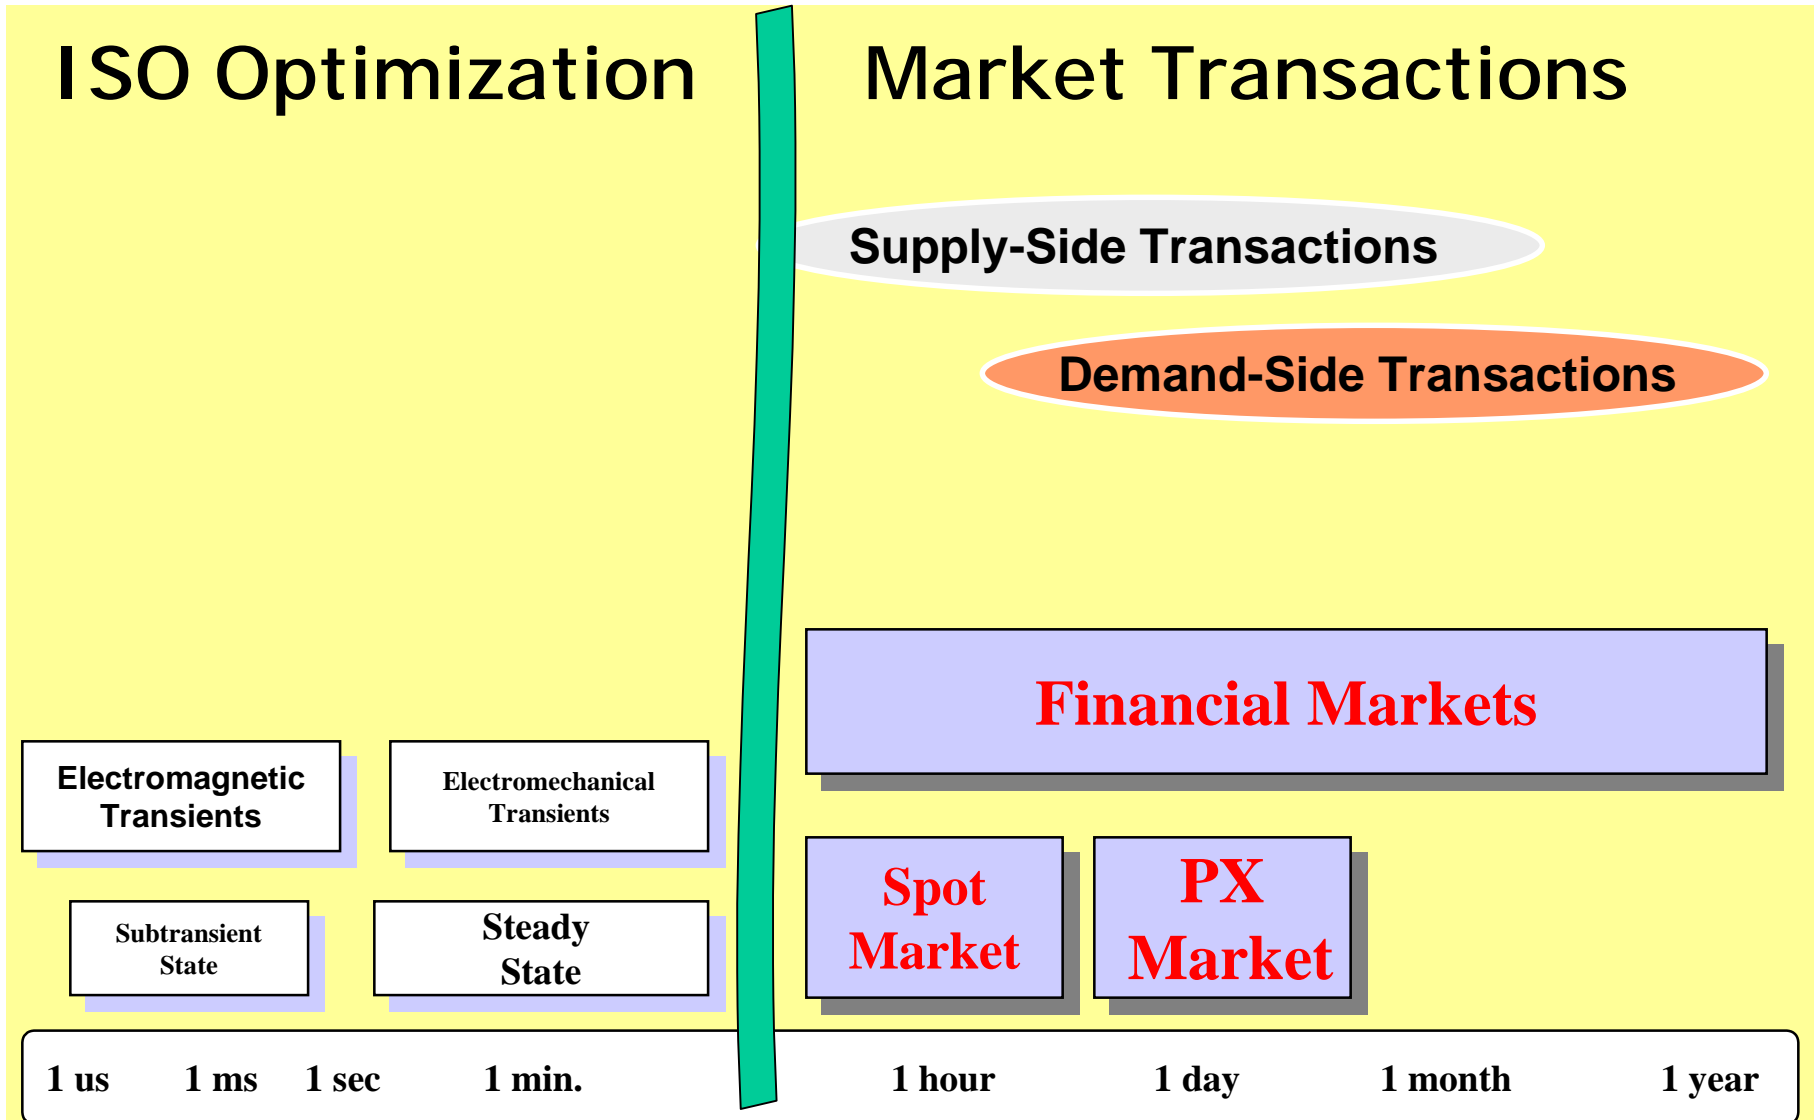 ISO Optimization
Market Transactions
Supply-Side Transactions
Demand-Side Transactions
Financial Markets
Electromagnetic
Transients
Electromechanical
Transients
Spot
Market
PX
Market
Subtransient
State
Steady
State
1 us 1 ms 1 sec 1 min. 1 hour 1 day 1 month 1 year